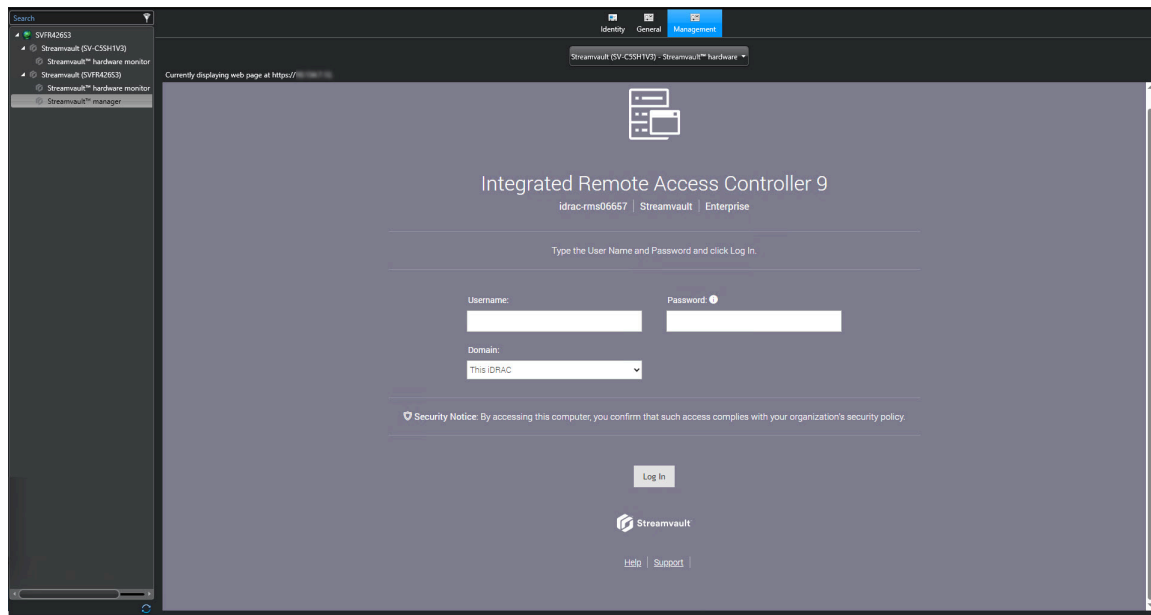 Search
SVFR426S3
Streamvault (SV-C5SH1V3)
Streamvault™ hardware monitor
Streamvault (SVFR426S3)
Streamvault™ hardware monitor
Streamvault™ manager
Identity General Management
Streamvault (SV-C5SH1V3) - Streamvault™ hardware
Currently displaying web page at https://
Integrated Remote Access Controller 9
idrac-rms06657 | Streamvault | Enterprise
Type the User Name and Password and click Log In.
Username: Password:
Domain:
This iDRAC
Security Notice: By accessing this computer, you confirm that such access complies with your organization's security policy.
Log In
Streamvault
Help | Support |